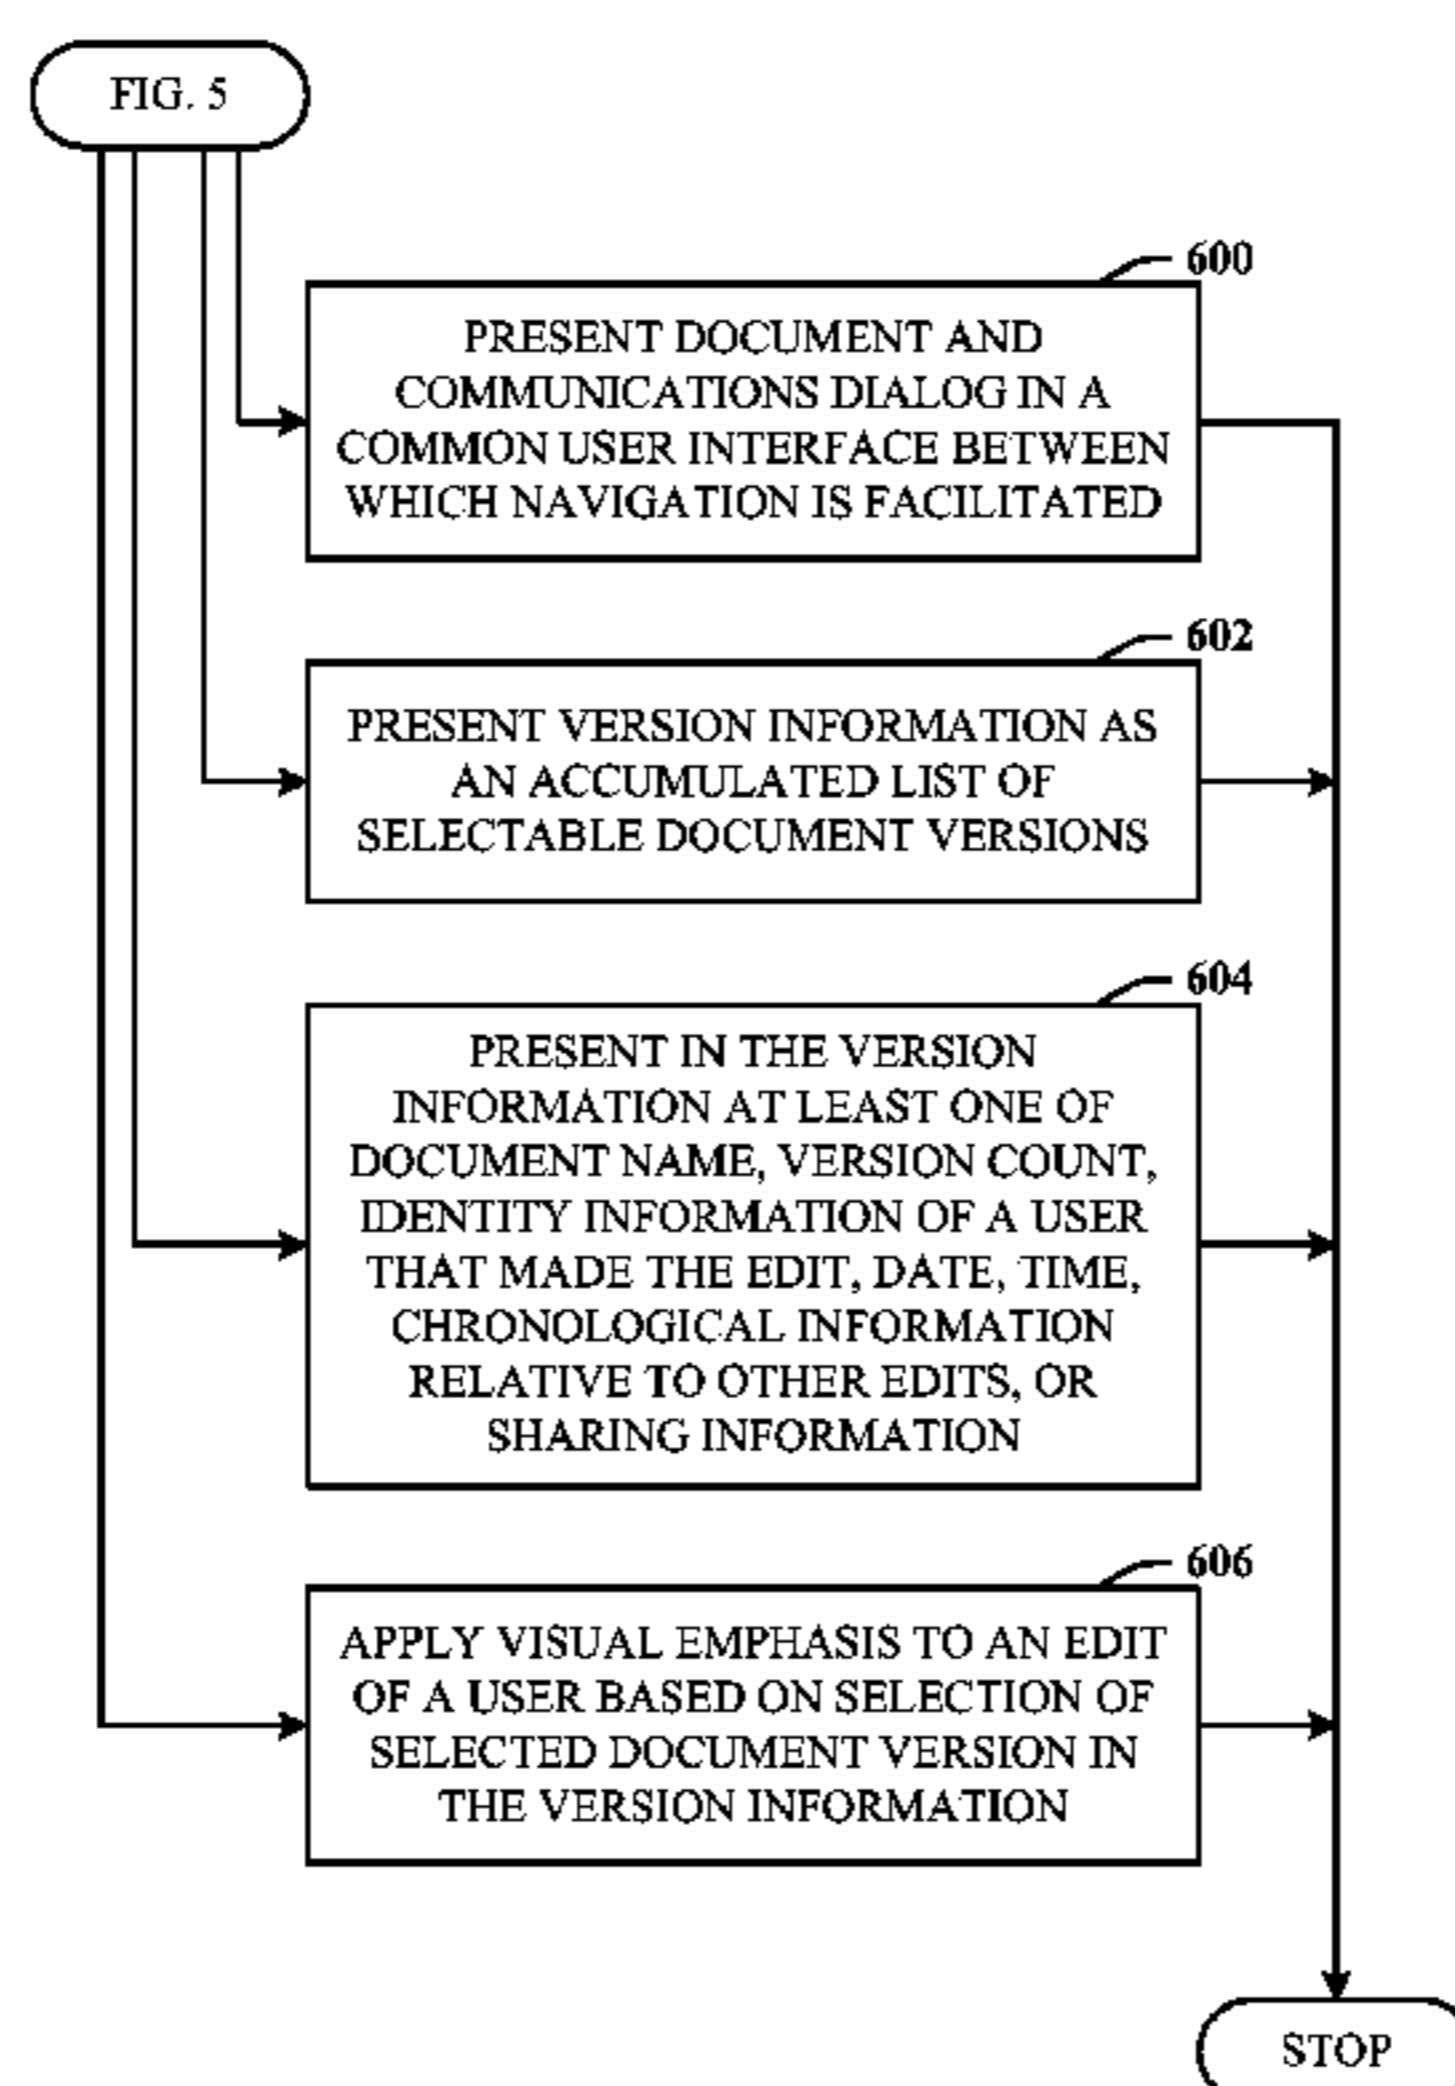 FIG. 5
600
PRESENT DOCUMENT AND
COMMUNICATIONS DIALOG IN A
COMMON USER INTERFACE BETWEEN
WHICH NAVIGATION IS FACILITATED
602
PRESENT VERSION INFORMATION AS
AN ACCUMULATED LIST OF
SELECTABLE DOCUMENT VERSIONS
604
PRESENT IN THE VERSION
INFORMATION AT LEAST ONE OF
DOCUMENT NAME, VERSION COUNT,
IDENTITY INFORMATION OF A USER
THAT MADE THE EDIT, DATE, TIME,
CHRONOLOGICAL INFORMATION
RELATIVE TO OTHER EDITS, OR
SHARING INFORMATION
606
APPLY VISUAL EMPHASIS TO AN EDIT
OF A USER BASED ON SELECTION OF
SELECTED DOCUMENT VERSION IN
THE VERSION INFORMATION
STOP